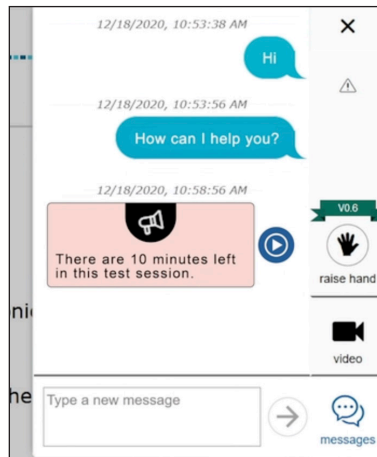 12/18/2020, 10:53:38 AM
Hi
12/18/2020, 10:53:56 AM
How can I help you?
12/18/2020, 10:58:56 AM
There are 10 minutes left
in this test session.
V0.6
raise hand
video
Type a new message
messages